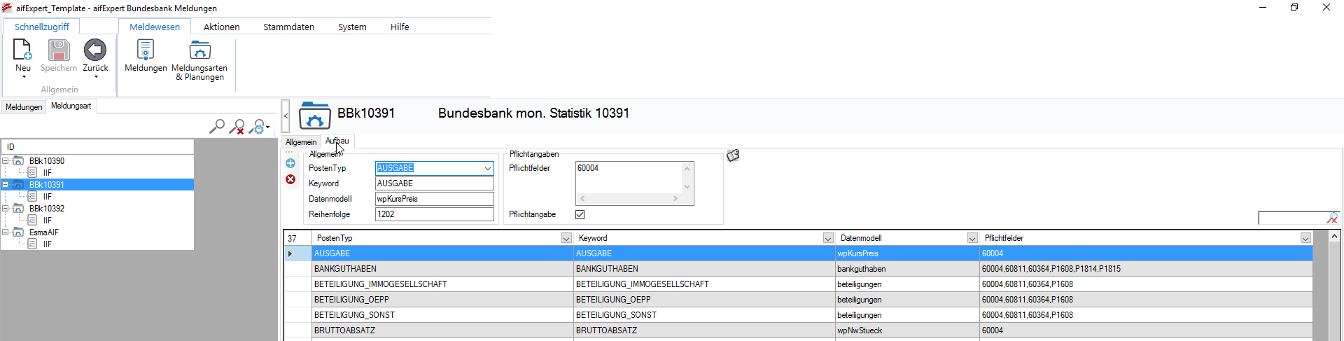 aifExpert_Template - aifExpert Bundesbank Meldungen
Schnellzugriff Meldewesen Aktionen Stammdaten System Hilfe
Neu Speichern Zurück Meldungen Meldungsarten & Planungen
Allgemein
Meldungen Meldungsart
BBk10391 Bundesbank mon. Statistik 10391
ID
BBk10390
IIF
BBk10391
IIF
BBk10392
IIF
EsmaAIF
IIF
Allgemein Aufbau
Allgemein Pflichtangaben
PostenTyp AUSGABE Pflichtfelder 60004
Keyword AUSGABE
Datenmodell wpKursPreis
Reihenfolge 1202 Pflichtangabe
37 PostenTyp Keyword Datenmodell Pflichtfelder
AUSGABE AUSGABE wpKursPreis 60004
BANKGUTHABEN BANKGUTHABEN bankguthaben 60004,60811,60364,P1608,P1814,P1815
BETEILIGUNG_IMMOGESELLSCHAFT BETEILIGUNG_IMMOGESELLSCHAFT beteiligungen 60004,60811,60364,P1608
BETEILIGUNG_OEPP BETEILIGUNG_OEPP beteiligungen 60004,60811,60364,P1608
BETEILIGUNG_SONST BETEILIGUNG_SONST beteiligungen 60004,60811,60364,P1608
BRUTTOABSATZ BRUTTOABSATZ wpNwStueck 60004